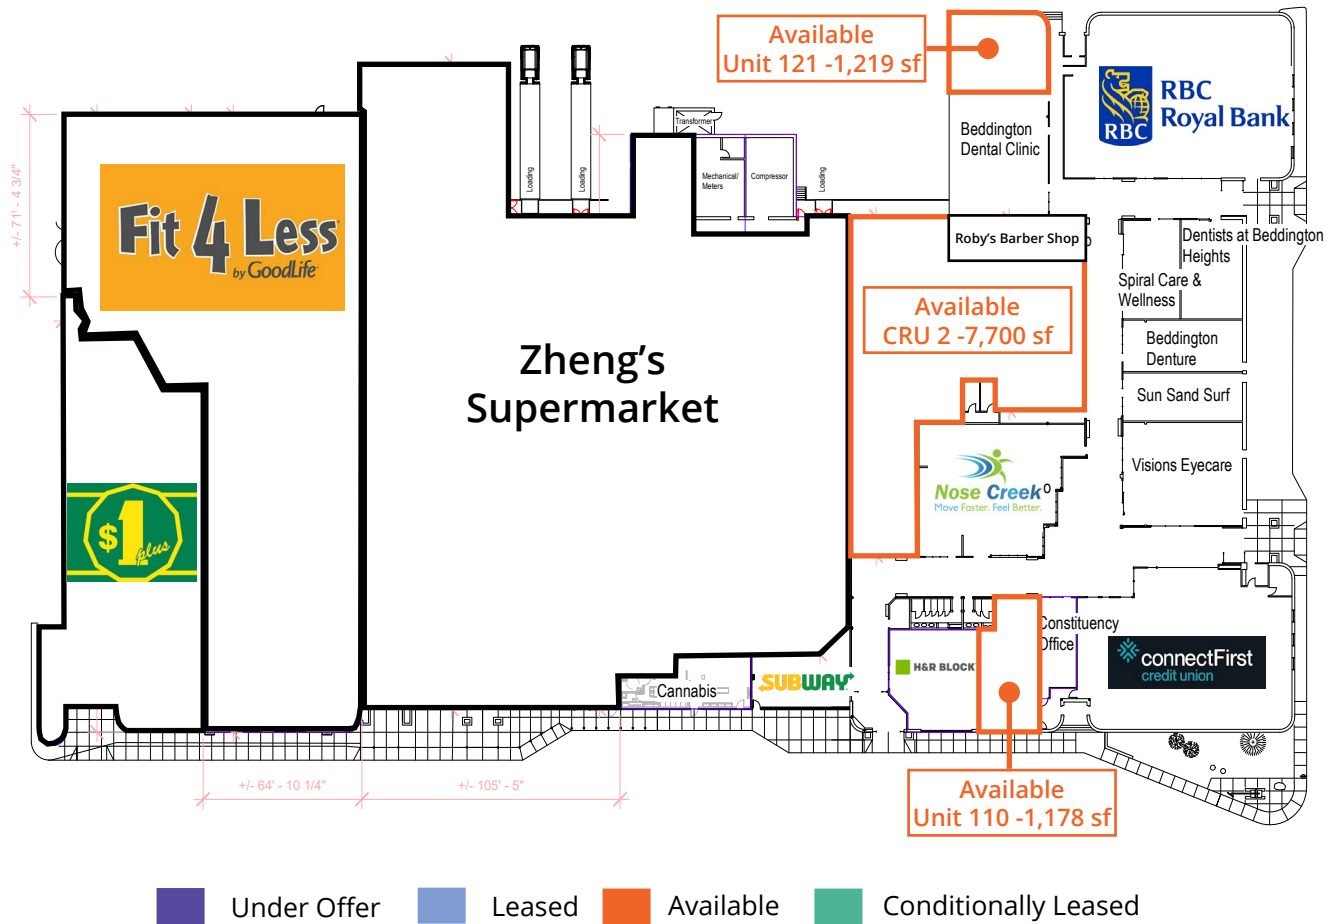 Available
Unit 121 -1,219 sf
RBC
RBC
Royal Bank
Transformer
Beddington
Dental Clinic
Loading
Loading
Mechanical/
Meters
Compressor
Loading
+/- 71' - 4 3/4"
Fit 4 Less
by GoodLife
Roby's Barber Shop
Dentists at Beddington
Heights
Spiral Care &
Wellness
Available
CRU 2 -7,700 sf
Beddington
Denture
Zheng's
Supermarket
Sun Sand Surf
Visions Eyecare
Nose Creek
Move Faster. Feel Better.
$1
plus
Constituency
Office
connectFirst
credit union
H&R BLOCK
Cannabis
SUBWAY
+/- 64' - 10 1/4"
+/- 105' - 5"
Available
Unit 110 -1,178 sf
Under Offer
Leased
Available
Conditionally Leased